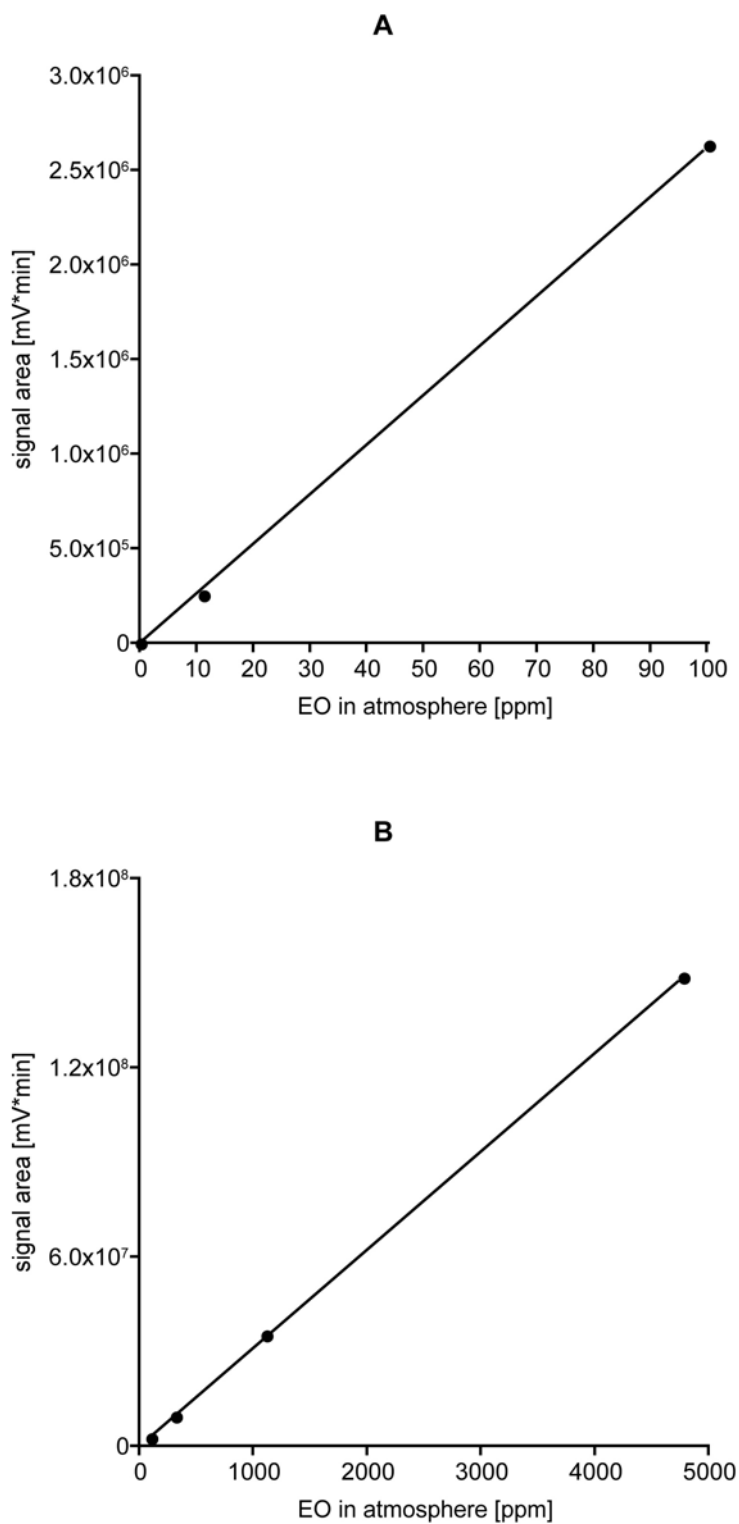 A
3.0x10⁶
2.5x10⁶
2.0x10⁶
1.5x10⁶
1.0x10⁶
5.0x10⁵
0
signal area [mV*min]
0 10 20 30 40 50 60 70 80 90 100
EO in atmosphere [ppm]
B
1.8x10⁸
1.2x10⁸
6.0x10⁷
0
signal area [mV*min]
0 1000 2000 3000 4000 5000
EO in atmosphere [ppm]